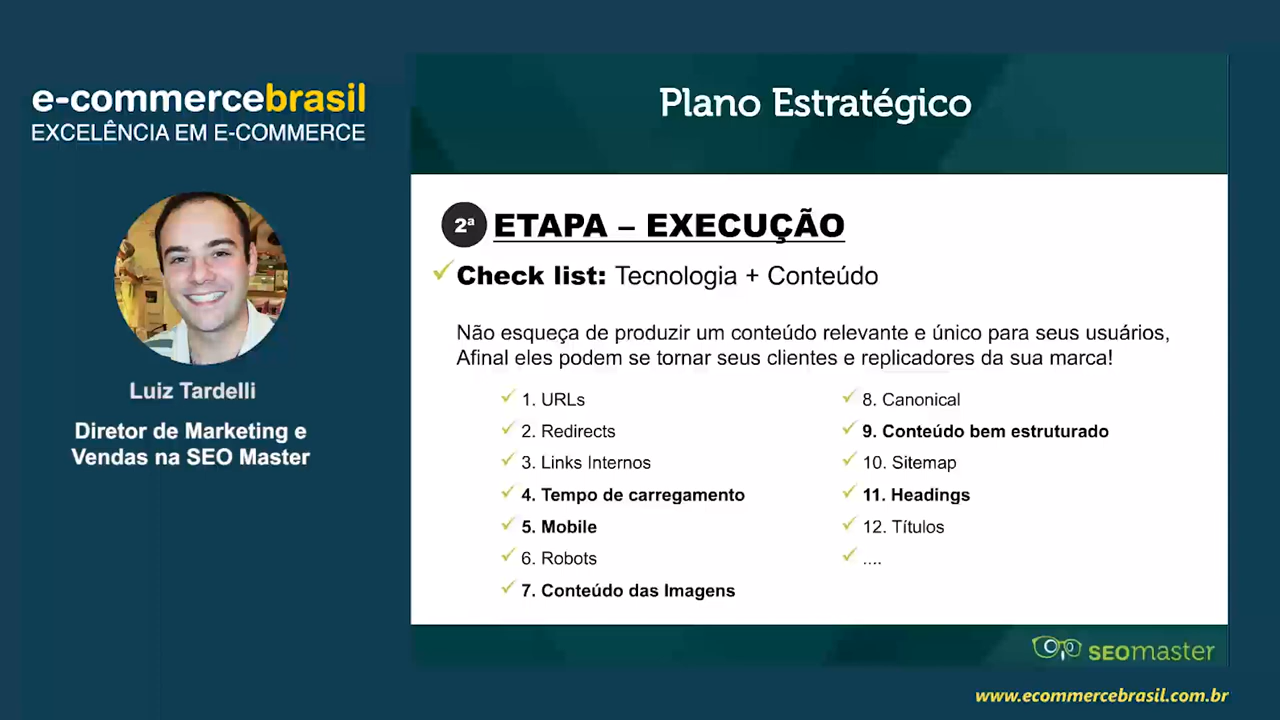 e-commercebrasil
EXCELÊNCIA EM E-COMMERCE
Luiz Tardelli
Diretor de Marketing e
Vendas na SEO Master
Plano Estratégico
2ª ETAPA – EXECUÇÃO
Check list: Tecnologia + Conteúdo
Não esqueça de produzir um conteúdo relevante e único para seus usuários,
Afinal eles podem se tornar seus clientes e replicadores da sua marca!
1. URLs
2. Redirects
3. Links Internos
4. Tempo de carregamento
5. Mobile
6. Robots
7. Conteúdo das Imagens
8. Canonical
9. Conteúdo bem estruturado
10. Sitemap
11. Headings
12. Títulos
....
SEOmaster
www.ecommercebrasil.com.br